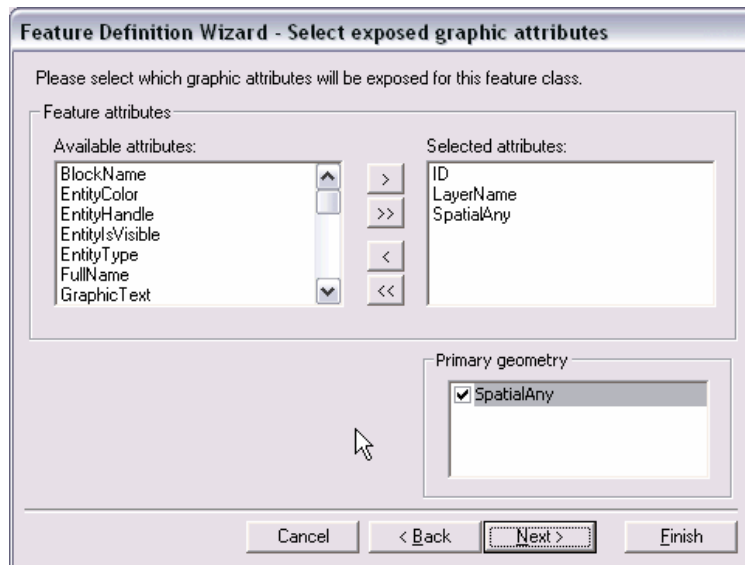 Feature Definition Wizard - Select exposed graphic attributes
Please select which graphic attributes will be exposed for this feature class.
Feature attributes
Available attributes:
BlockName
EntityColor
EntityHandle
EntityIsVisible
EntityType
FullName
GraphicText
>
>>
<
<<
Selected attributes:
ID
LayerName
SpatialAny
Primary geometry
SpatialAny
Cancel
< Back
Next >
Finish